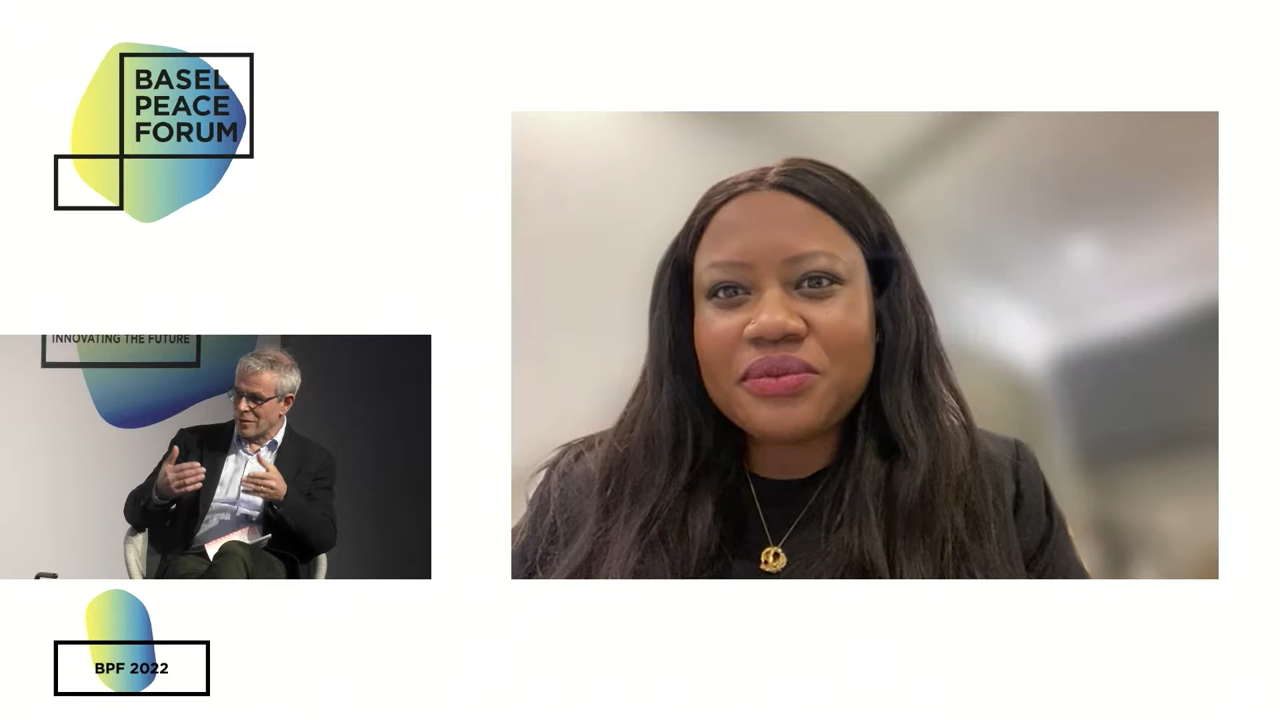 BASEL
PEACE
FORUM
INNOVATING THE FUTURE
BPF 2022